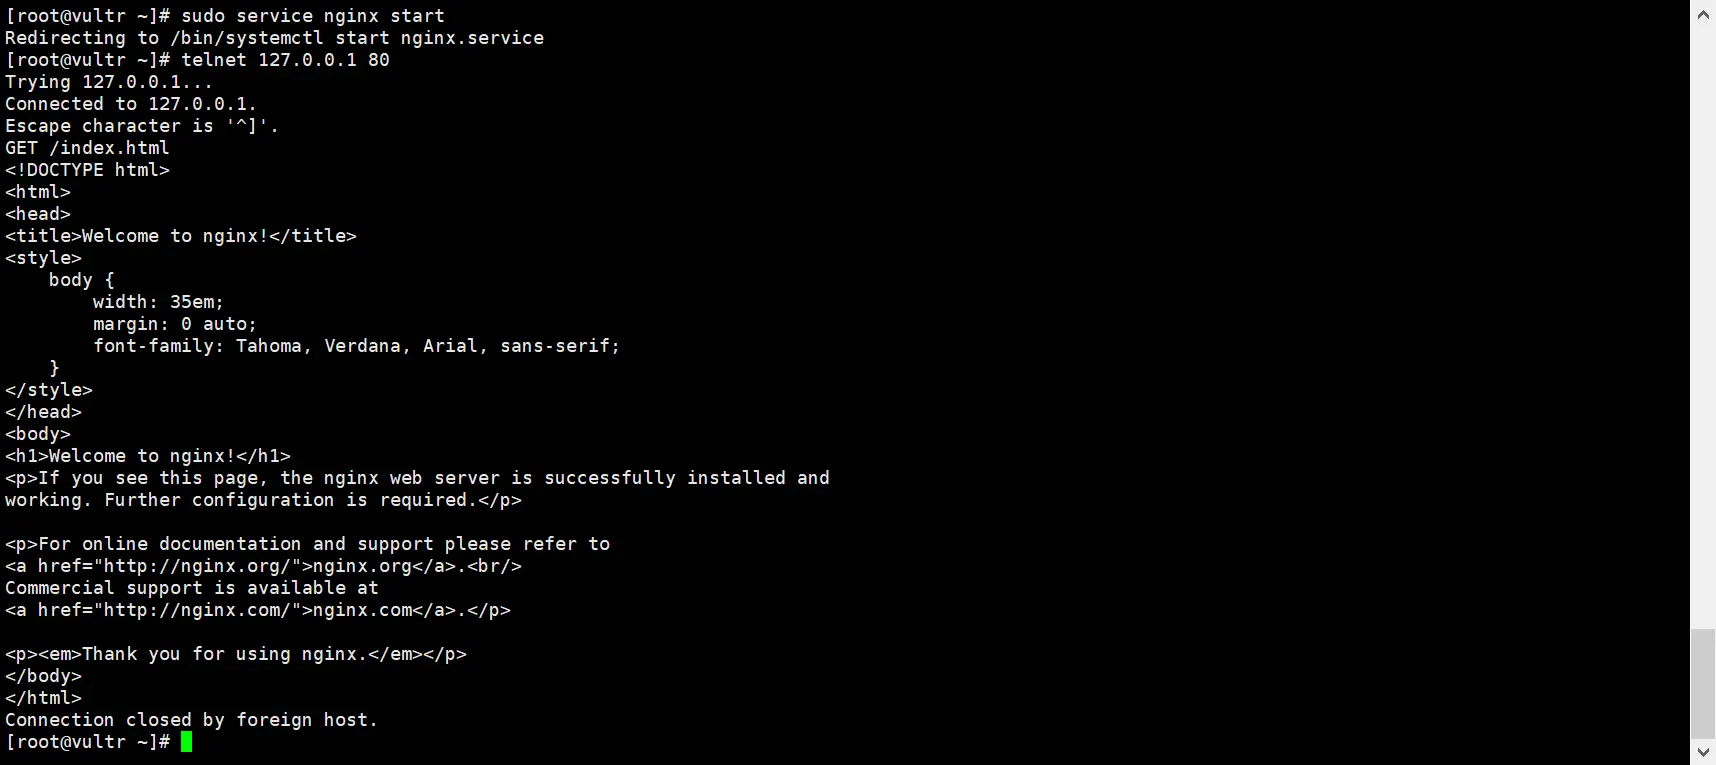 [root@vultr ~]# sudo service nginx start
Redirecting to /bin/systemctl start nginx.service
[root@vultr ~]# telnet 127.0.0.1 80
Trying 127.0.0.1...
Connected to 127.0.0.1.
Escape character is '^]'.
GET /index.html
<!DOCTYPE html>
<html>
<head>
<title>Welcome to nginx!</title>
<style>
    body {
        width: 35em;
        margin: 0 auto;
        font-family: Tahoma, Verdana, Arial, sans-serif;
    }
</style>
</head>
<body>
<h1>Welcome to nginx!</h1>
<p>If you see this page, the nginx web server is successfully installed and
working. Further configuration is required.</p>

<p>For online documentation and support please refer to
<a href="http://nginx.org/">nginx.org</a>.<br/>
Commercial support is available at
<a href="http://nginx.com/">nginx.com</a>.</p>

<p><em>Thank you for using nginx.</em></p>
</body>
</html>
Connection closed by foreign host.
[root@vultr ~]#